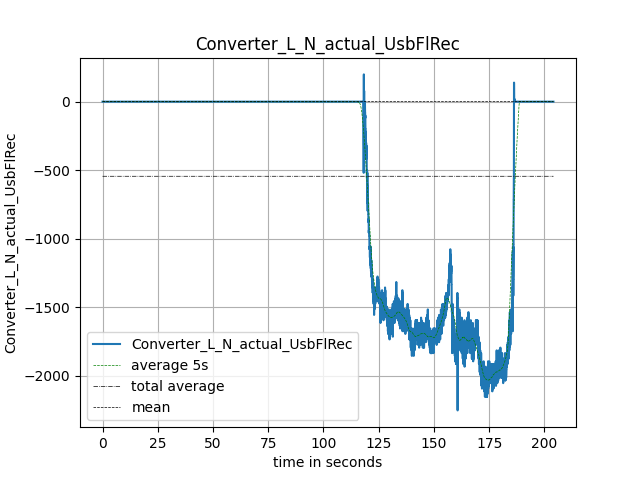 Converter_L_N_actual_UsbFlRec
Converter_L_N_actual_UsbFlRec
0
−500
−1000
−1500
−2000
Converter_L_N_actual_UsbFlRec
average 5s
total average
mean
0 25 50 75 100 125 150 175 200
time in seconds